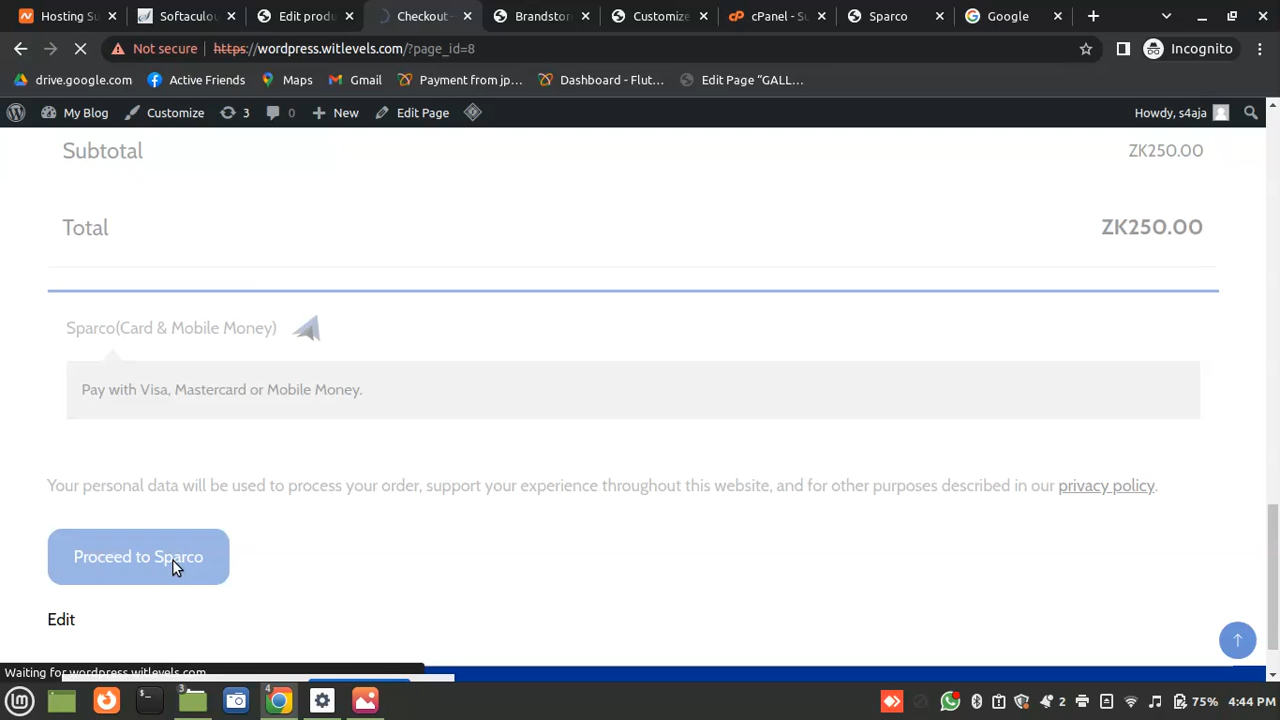 Hosting Su
Softaculou
Edit produ
Checkout -
Brandstor
Customize
cPanel - Su
Sparco
Google
Not secure
https://wordpress.witlevels.com/?page_id=8
Incognito
drive.google.com
Active Friends
Maps
Gmail
Payment from jp...
Dashboard - Flut...
Edit Page "GALL...
My Blog
Customize
3
0
New
Edit Page
Howdy, s4aja
Subtotal
ZK250.00
Total
ZK250.00
Sparco(Card & Mobile Money)
Pay with Visa, Mastercard or Mobile Money.
Your personal data will be used to process your order, support your experience throughout this website, and for other purposes described in our privacy policy.
Proceed to Sparco
Edit
Waiting for wordpress.witlevels.com...
3
4
2
75%
4:44 PM